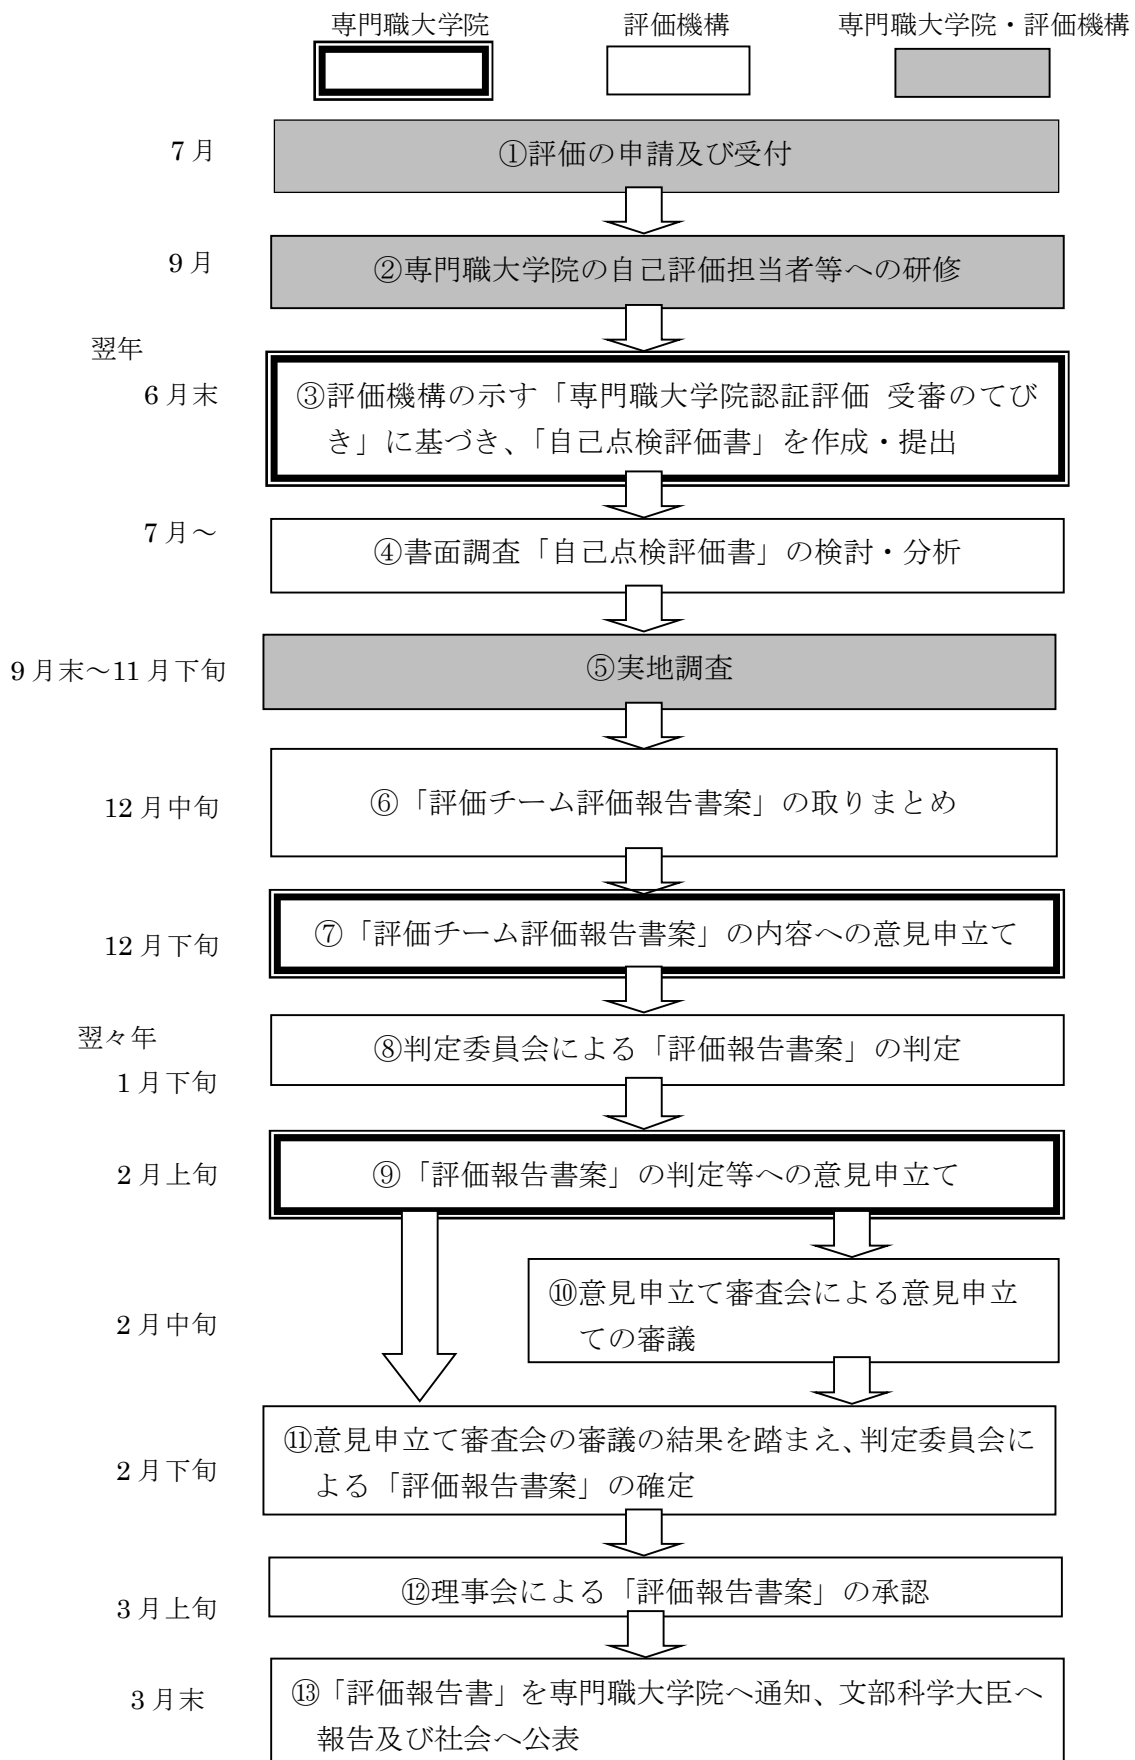 専門職大学院
評価機構
専門職大学院・評価機構
7月
①評価の申請及び受付
9月
②専門職大学院の自己評価担当者等への研修
翌年
6月末
③評価機構の示す「専門職大学院認証評価 受審のてび
き」に基づき、「自己点検評価書」を作成・提出
7月～
④書面調査「自己点検評価書」の検討・分析
9月末～11月下旬
⑤実地調査
12月中旬
⑥「評価チーム評価報告書案」の取りまとめ
12月下旬
⑦「評価チーム評価報告書案」の内容への意見申立て
翌々年
1月下旬
⑧判定委員会による「評価報告書案」の判定
2月上旬
⑨「評価報告書案」の判定等への意見申立て
2月中旬
⑩意見申立て審査会による意見申立
ての審議
2月下旬
⑪意見申立て審査会の審議の結果を踏まえ、判定委員会に
よる「評価報告書案」の確定
3月上旬
⑫理事会による「評価報告書案」の承認
3月末
⑬「評価報告書」を専門職大学院へ通知、文部科学大臣へ
報告及び社会へ公表